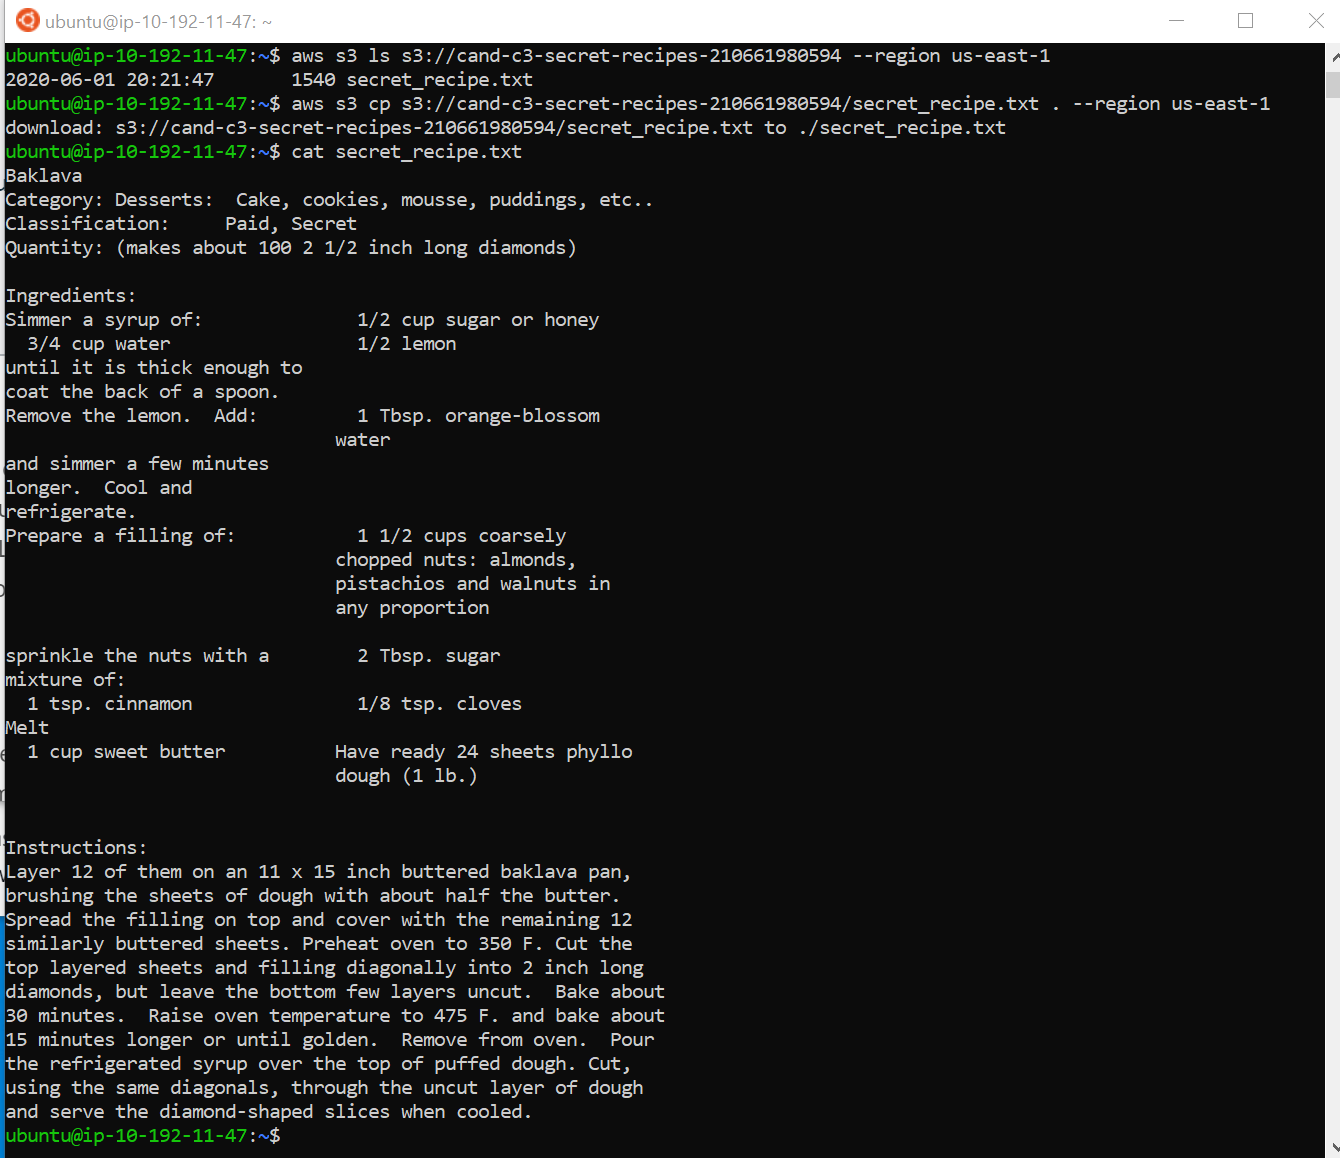 ubuntu@ip-10-192-11-47: ~
ubuntu@ip-10-192-11-47:~$ aws s3 ls s3://cand-c3-secret-recipes-210661980594 --region us-east-1
2020-06-01 20:21:47       1540 secret_recipe.txt
ubuntu@ip-10-192-11-47:~$ aws s3 cp s3://cand-c3-secret-recipes-210661980594/secret_recipe.txt . --region us-east-1
download: s3://cand-c3-secret-recipes-210661980594/secret_recipe.txt to ./secret_recipe.txt
ubuntu@ip-10-192-11-47:~$ cat secret_recipe.txt
Baklava
Category: Desserts:  Cake, cookies, mousse, puddings, etc..
Classification:     Paid, Secret
Quantity: (makes about 100 2 1/2 inch long diamonds)
Ingredients:
Simmer a syrup of:              1/2 cup sugar or honey
  3/4 cup water                 1/2 lemon
until it is thick enough to
coat the back of a spoon.
Remove the lemon.  Add:         1 Tbsp. orange-blossom
                              water
and simmer a few minutes
longer.  Cool and
refrigerate.
Prepare a filling of:           1 1/2 cups coarsely
                              chopped nuts: almonds,
                              pistachios and walnuts in
                              any proportion
sprinkle the nuts with a        2 Tbsp. sugar
mixture of:
  1 tsp. cinnamon               1/8 tsp. cloves
Melt
  1 cup sweet butter          Have ready 24 sheets phyllo
                              dough (1 lb.)
Instructions:
Layer 12 of them on an 11 x 15 inch buttered baklava pan,
brushing the sheets of dough with about half the butter.
Spread the filling on top and cover with the remaining 12
similarly buttered sheets. Preheat oven to 350 F. Cut the
top layered sheets and filling diagonally into 2 inch long
diamonds, but leave the bottom few layers uncut.  Bake about
30 minutes.  Raise oven temperature to 475 F. and bake about
15 minutes longer or until golden.  Remove from oven.  Pour
the refrigerated syrup over the top of puffed dough. Cut,
using the same diagonals, through the uncut layer of dough
and serve the diamond-shaped slices when cooled.
ubuntu@ip-10-192-11-47:~$